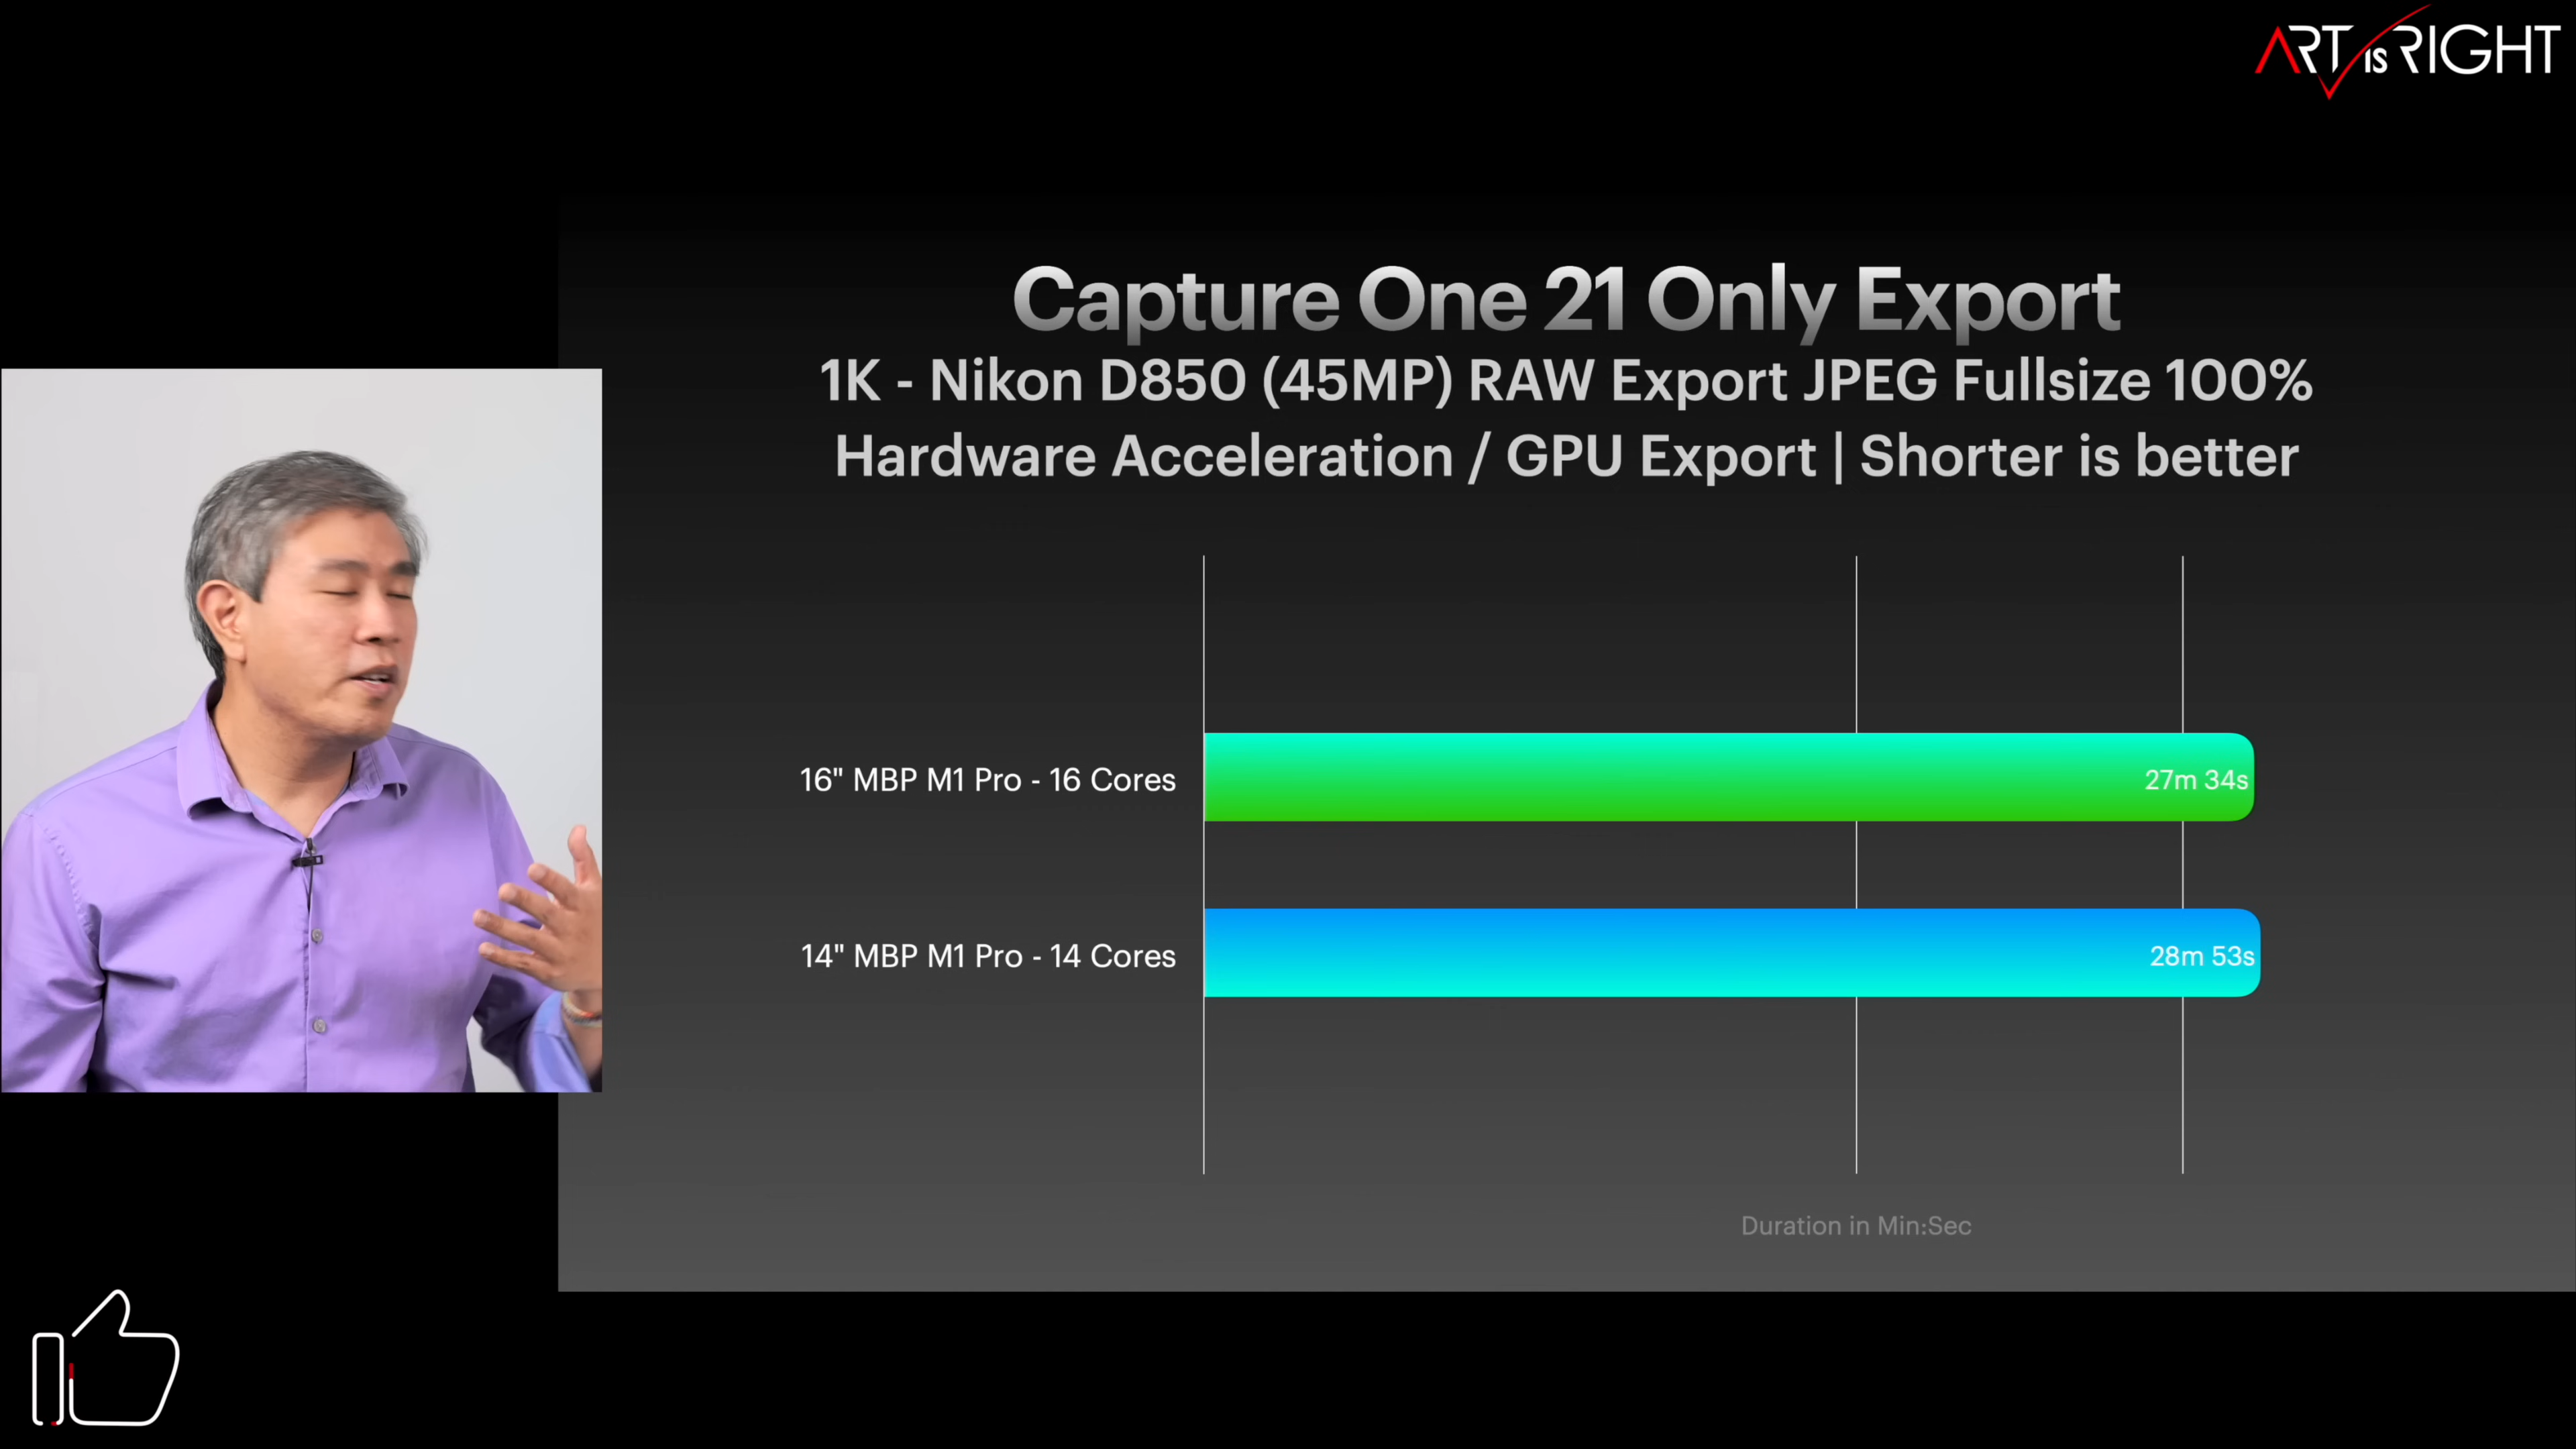 ART IS RIGHT
Capture One 21 Only Export
1K - Nikon D850 (45MP) RAW Export JPEG Fullsize 100%
Hardware Acceleration / GPU Export | Shorter is better
16" MBP M1 Pro - 16 Cores
27m 34s
14" MBP M1 Pro - 14 Cores
28m 53s
Duration in Min:Sec